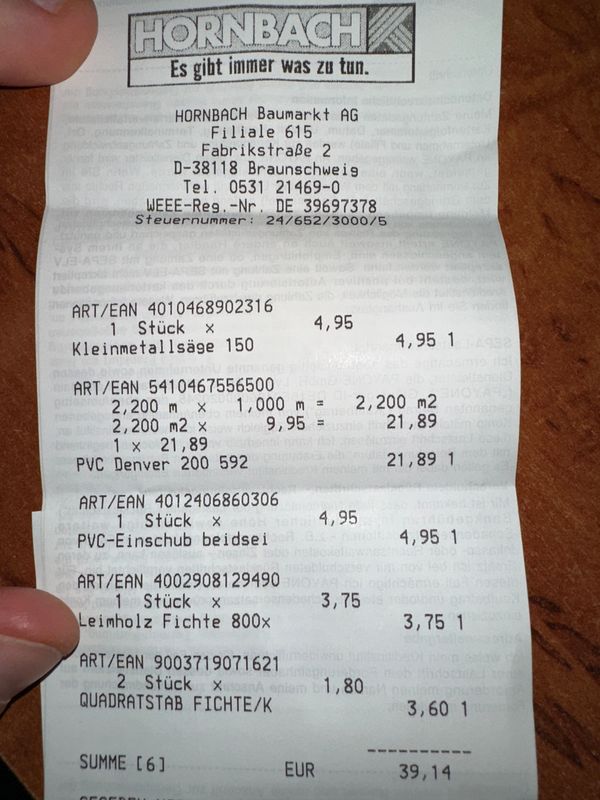 HORNBACH
Es gibt immer was zu tun.
HORNBACH Baumarkt AG
Filiale 615
Fabrikstraße 2
D-38118 Braunschweig
Tel. 0531 21469-0
WEEE-Reg.-Nr. DE 39697378
Steuernummer: 24/652/3000/5
ART/EAN 4010468902316
1 Stück x 4,95
Kleinmetallsäge 150 4,95 1
ART/EAN 5410467556500
2,200 m x 1,000 m = 2,200 m2
2,200 m2 x 9,95 = 21,89
1 x 21,89
PVC Denver 200 592 21,89 1
ART/EAN 4012406860306
1 Stück x 4,95
PVC-Einschub beidsei 4,95 1
ART/EAN 4002908129490
1 Stück x 3,75
Leimholz Fichte 800x 3,75 1
ART/EAN 9003719071621
2 Stück x 1,80
QUADRATSTAB FICHTE/K 3,60 1
----------
SUMME [6] EUR 39,14